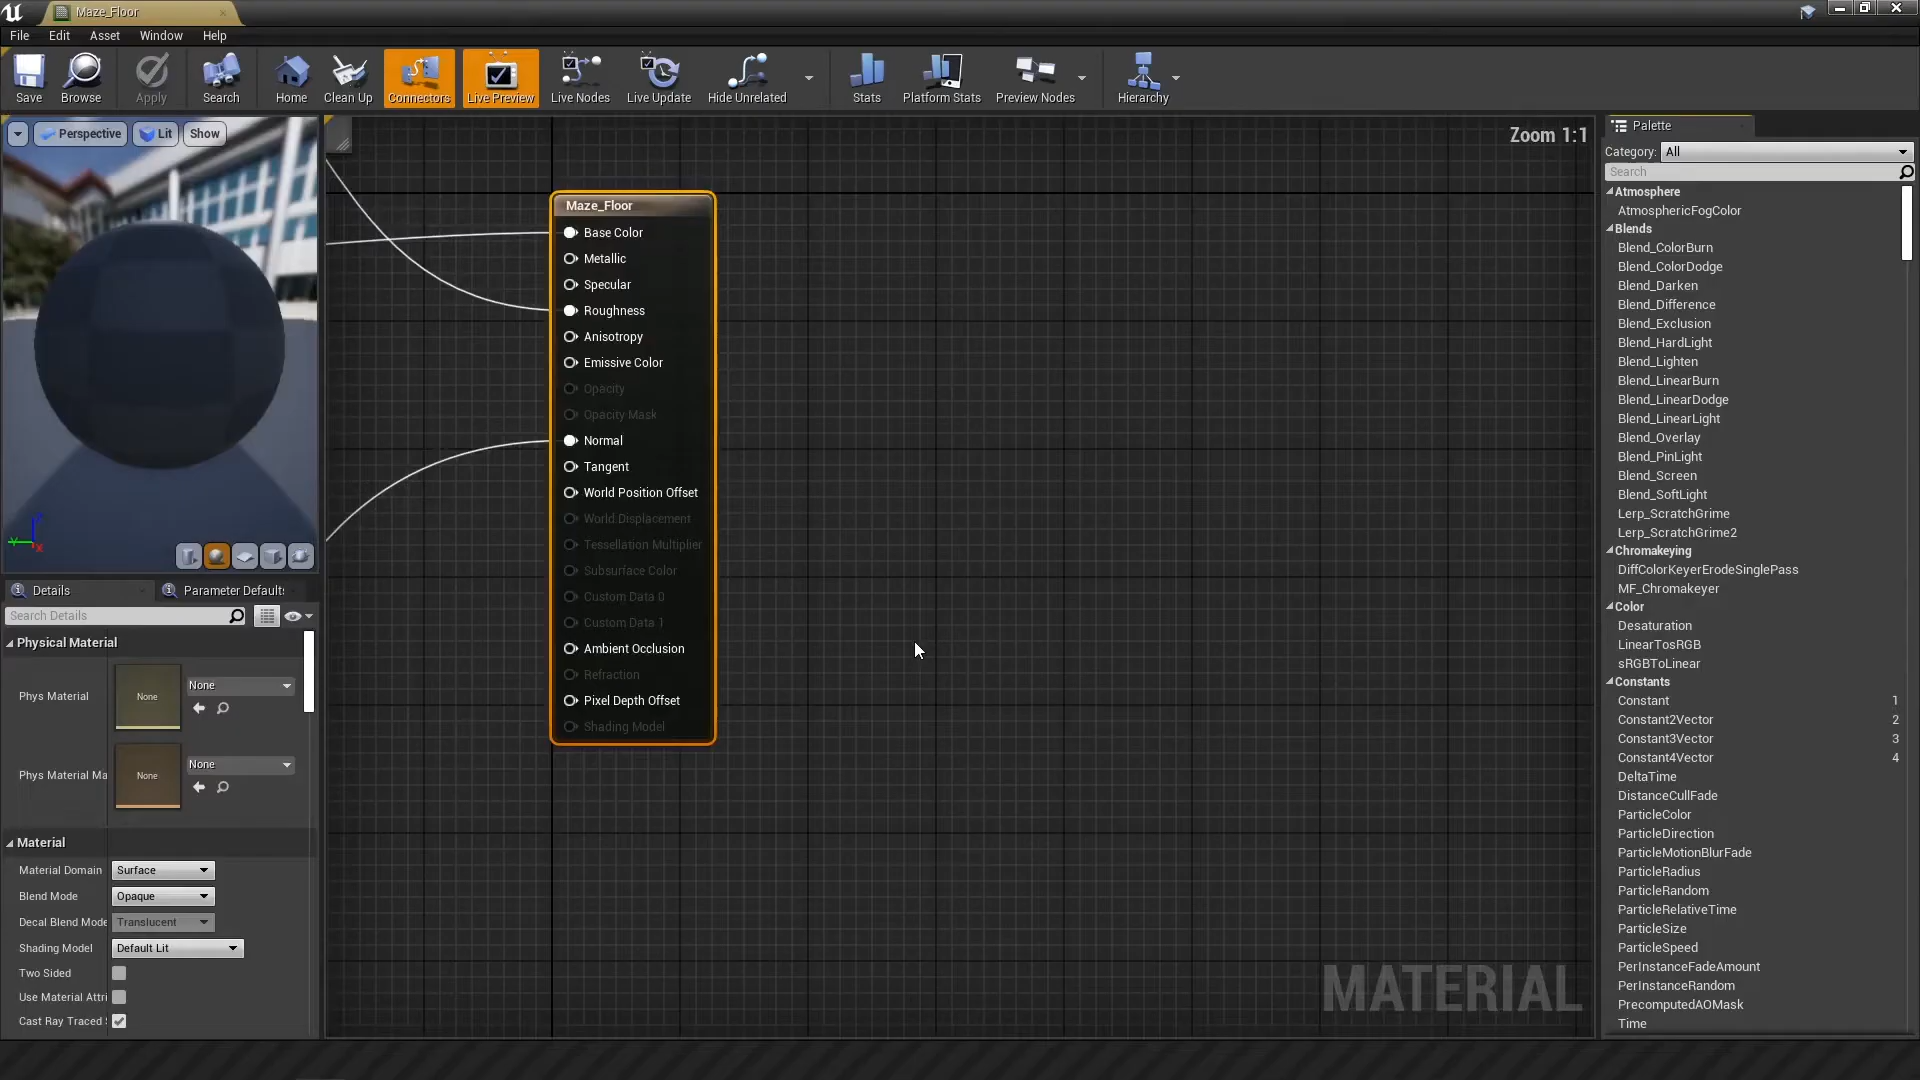 Maze_Floor
File Edit Asset Window Help
Save Browse Apply Search Home Clean Up Connectors Live Preview Live Nodes Live Update Hide Unrelated Stats Platform Stats Preview Nodes Hierarchy
Perspective Lit Show
Zoom 1:1
Maze_Floor
Base Color
Metallic
Specular
Roughness
Anisotropy
Emissive Color
Opacity
Opacity Mask
Normal
Tangent
World Position Offset
World Displacement
Tessellation Multiplier
Subsurface Color
Custom Data 0
Custom Data 1
Ambient Occlusion
Refraction
Pixel Depth Offset
Shading Model
MATERIAL
Details Parameter Defaults
Search Details
Physical Material
Phys Material None None
Phys Material Ma None None
Material
Material Domain Surface
Blend Mode Opaque
Decal Blend Mode Translucent
Shading Model Default Lit
Two Sided
Use Material Attri
Cast Ray Traced S
Palette
Category: All
Search
Atmosphere
AtmosphericFogColor
Blends
Blend_ColorBurn
Blend_ColorDodge
Blend_Darken
Blend_Difference
Blend_Exclusion
Blend_HardLight
Blend_Lighten
Blend_LinearBurn
Blend_LinearDodge
Blend_LinearLight
Blend_Overlay
Blend_PinLight
Blend_Screen
Blend_SoftLight
Lerp_ScratchGrime
Lerp_ScratchGrime2
Chromakeying
DiffColorKeyerErodeSinglePass
MF_Chromakeyer
Color
Desaturation
LinearTosRGB
sRGBToLinear
Constants
Constant 1
Constant2Vector 2
Constant3Vector 3
Constant4Vector 4
DeltaTime
DistanceCullFade
ParticleColor
ParticleDirection
ParticleMotionBlurFade
ParticleRadius
ParticleRandom
ParticleRelativeTime
ParticleSize
ParticleSpeed
PerInstanceFadeAmount
PerInstanceRandom
PrecomputedAOMask
Time